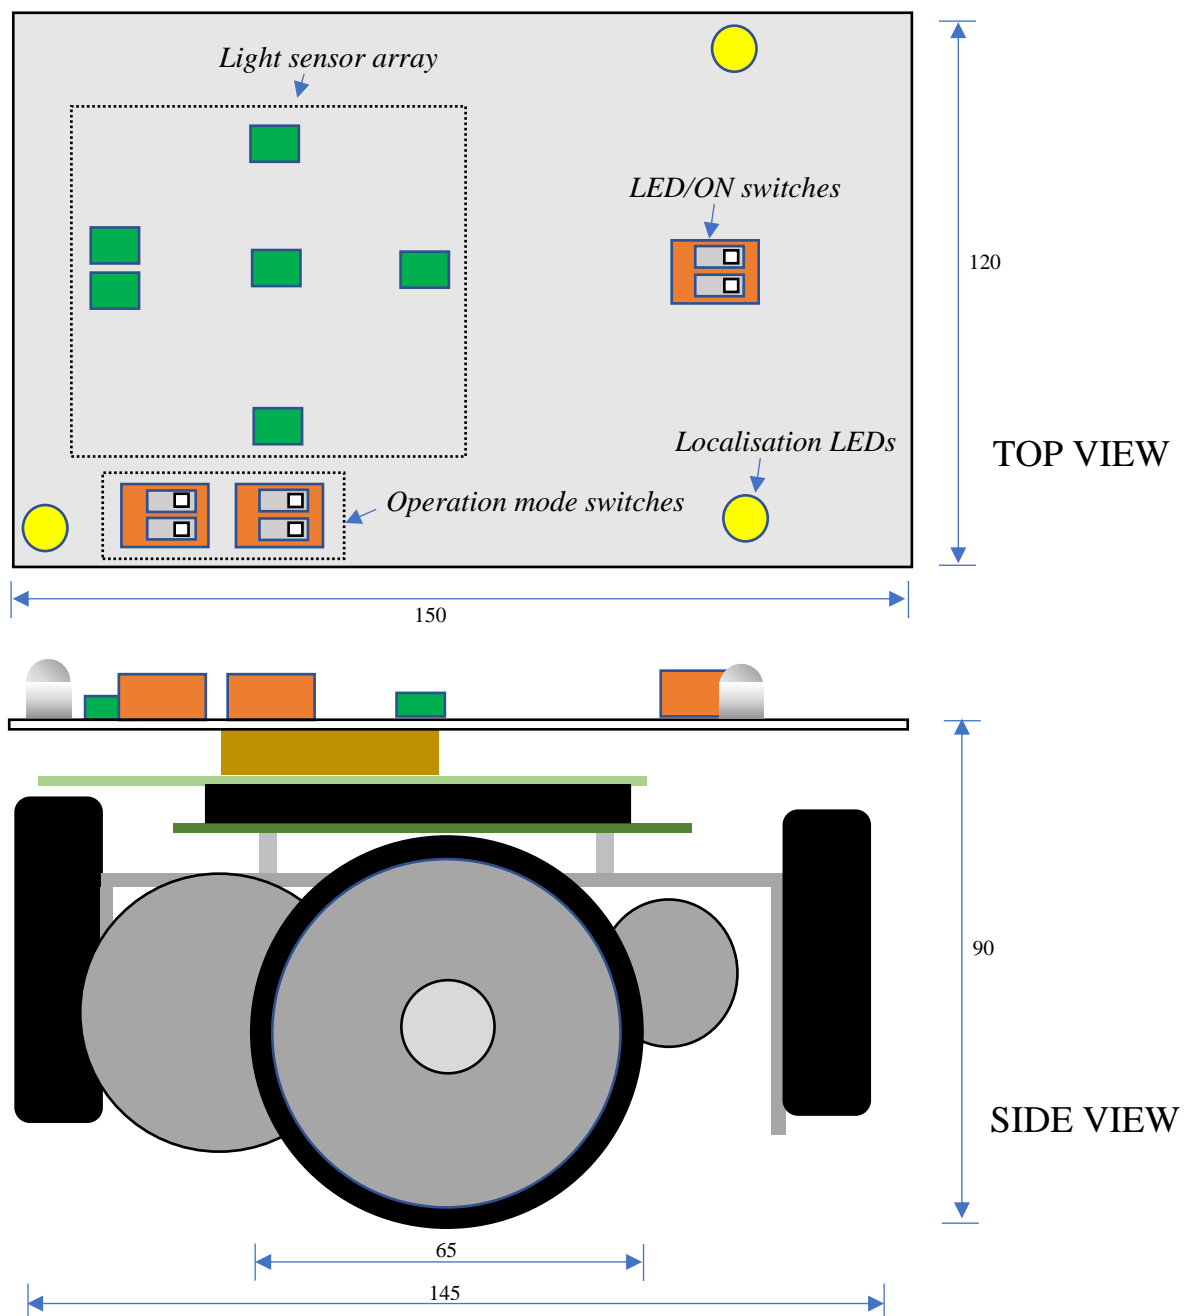 Light sensor array
LED/ON switches
120
Localisation LEDs
TOP VIEW
Operation mode switches
150
90
SIDE VIEW
65
145